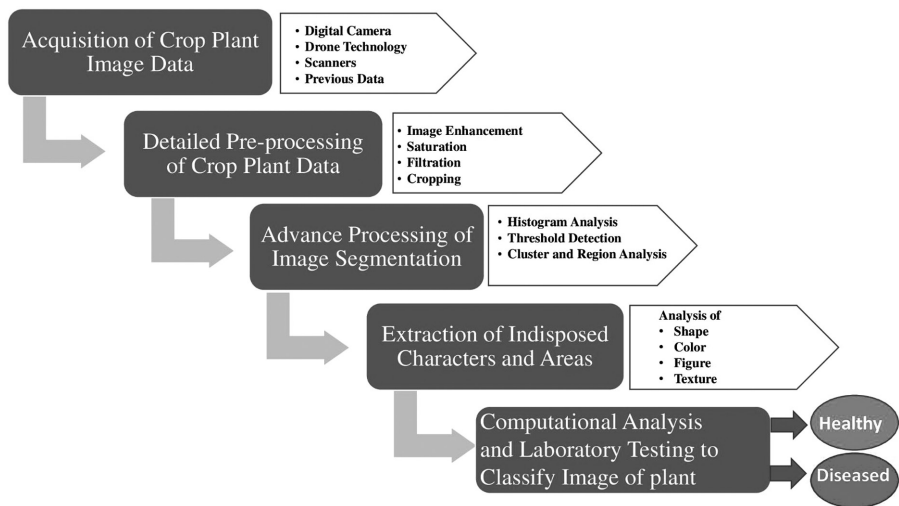 Acquisition of Crop Plant
Image Data
• Digital Camera
• Drone Technology
• Scanners
• Previous Data
Detailed Pre-processing
of Crop Plant Data
• Image Enhancement
• Saturation
• Filtration
• Cropping
Advance Processing of
Image Segmentation
• Histogram Analysis
• Threshold Detection
• Cluster and Region Analysis
Extraction of Indisposed
Characters and Areas
Analysis of
• Shape
• Color
• Figure
• Texture
Computational Analysis
and Laboratory Testing to
Classify Image of plant
Healthy
Diseased